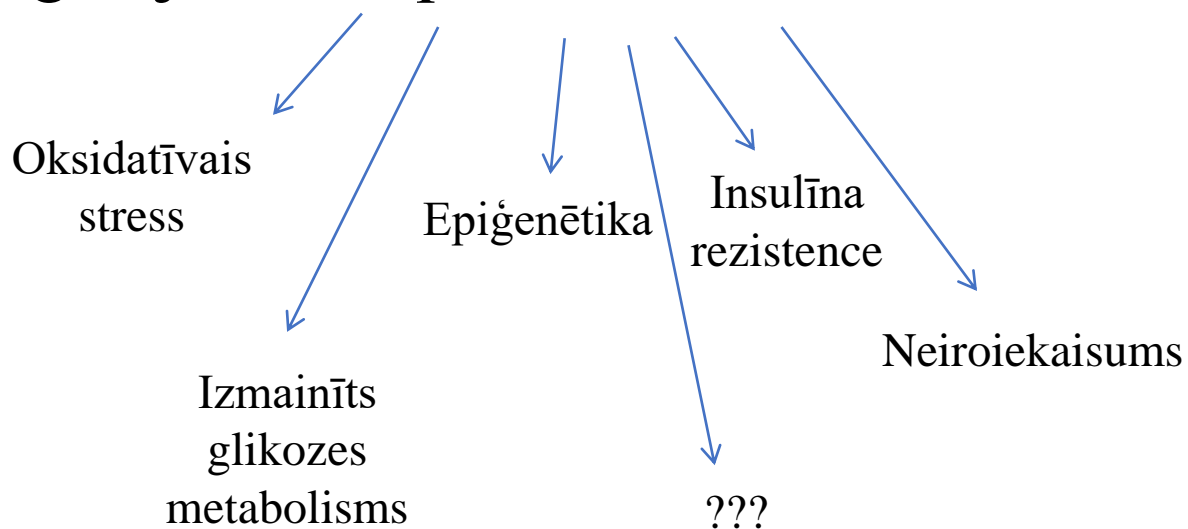 Oksidatīvais
stress
Epiģenētika
Insulīna
rezistence
Neiroiekaisums
Izmainīts
glikozes
metabolisms
???